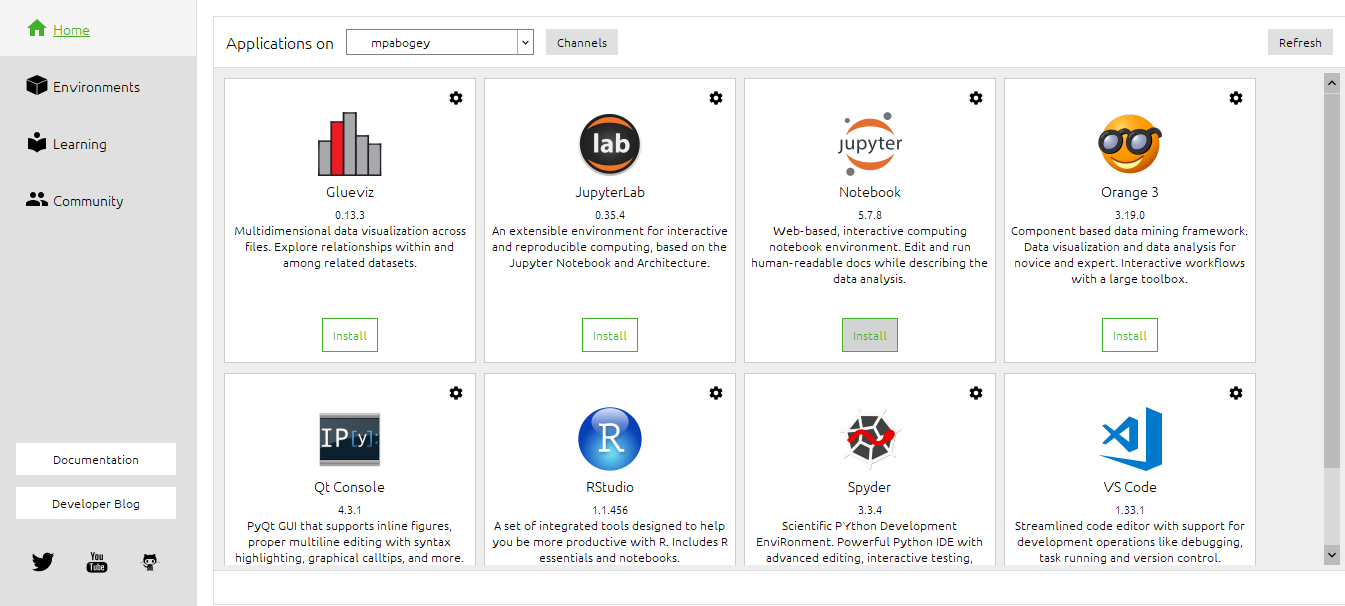 Home
Environments
Learning
Community
Documentation
Developer Blog
You
Tube
Applications on mpabogey Channels Refresh
Glueviz
0.13.3
Multidimensional data visualization across
files. Explore relationships within and
among related datasets.
Install
lab
JupyterLab
0.35.4
An extensible environment for interactive
and reproducible computing, based on the
Jupyter Notebook and Architecture.
Install
jupyter
Notebook
5.7.8
Web-based, interactive computing
notebook environment. Edit and run
human-readable docs while describing the
data analysis.
Install
Orange 3
3.19.0
Component based data mining framework.
Data visualization and data analysis for
novice and expert. Interactive workflows
with a large toolbox.
Install
IP[y]:
Qt Console
4.3.1
PyQt GUI that supports inline figures,
proper multiline editing with syntax
highlighting, graphical calltips, and more.
R
RStudio
1.1.456
A set of integrated tools designed to help
you be more productive with R. Includes R
essentials and notebooks.
Spyder
3.3.4
Scientific PYthon Development
EnviRonment. Powerful Python IDE with
advanced editing, interactive testing,
VS Code
1.33.1
Streamlined code editor with support for
development operations like debugging,
task running and version control.